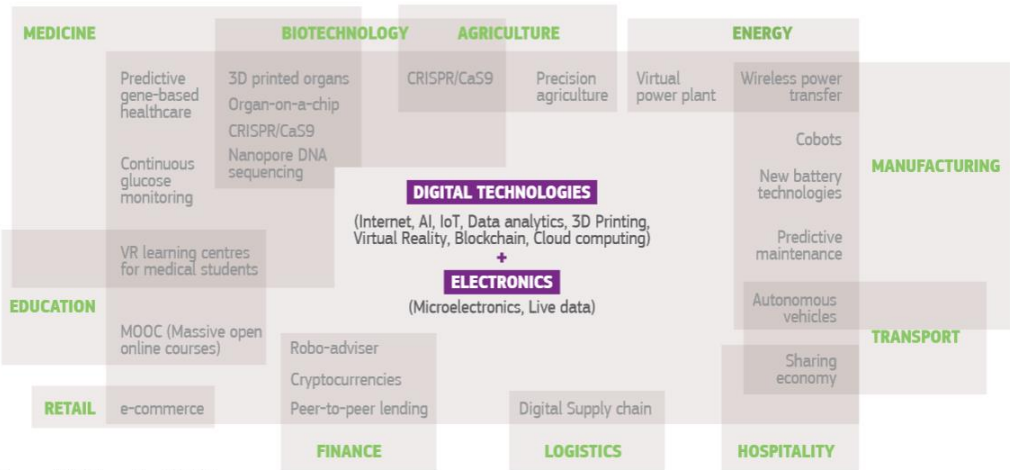 MEDICINE
BIOTECHNOLOGY
AGRICULTURE
ENERGY
Predictive
gene-based
healthcare
3D printed organs
Organ-on-a-chip
CRISPR/CaS9
Nanopore DNA
sequencing
CRISPR/CaS9
Precision
agriculture
Virtual
power plant
Wireless power
transfer
Cobots
MANUFACTURING
Continuous
glucose
monitoring
New battery
technologies
DIGITAL TECHNOLOGIES
(Internet, AI, IoT, Data analytics, 3D Printing,
Virtual Reality, Blockchain, Cloud computing)
+
ELECTRONICS
(Microelectronics, Live data)
VR learning centres
for medical students
Predictive
maintenance
EDUCATION
Autonomous
vehicles
TRANSPORT
MOOC (Massive open
online courses)
Robo-adviser
Cryptocurrencies
Peer-to-peer lending
Sharing
economy
RETAIL
e-commerce
Digital Supply chain
FINANCE
LOGISTICS
HOSPITALITY